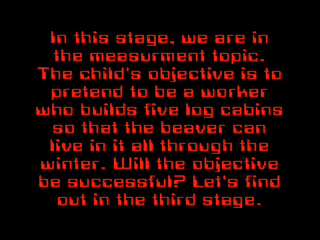 In this stage, we are in
the measurment topic.
The child's objective is to
pretend to be a worker
who builds five log cabins
so that the beaver can
live in it all through the
winter. Will the objective
be successful? Let's find
out in the third stage.